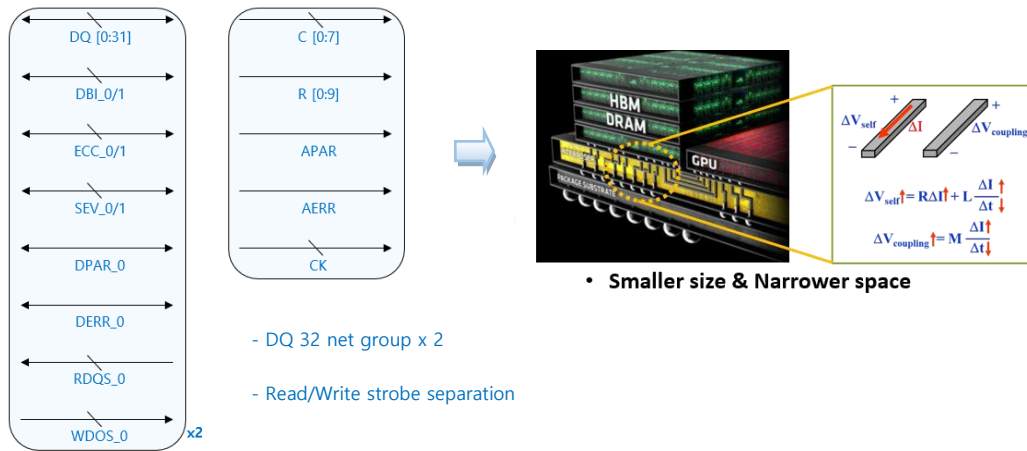 DQ [0:31]
DBI_0/1
ECC_0/1
SEV_0/1
DPAR_0
DERR_0
RDQS_0
WDOS_0
x2
C [0:7]
R [0:9]
APAR
AERR
CK
- DQ 32 net group x 2
- Read/Write strobe separation
HBM
DRAM
GPU
PACKAGE SUBSTRATE
ΔV_self
ΔI
ΔV_coupling
+
−
+
−
ΔV_self↑ = RΔI↑ + L ΔI↑/Δt↓
ΔV_coupling↑ = M ΔI↑/Δt↓
• Smaller size & Narrower space